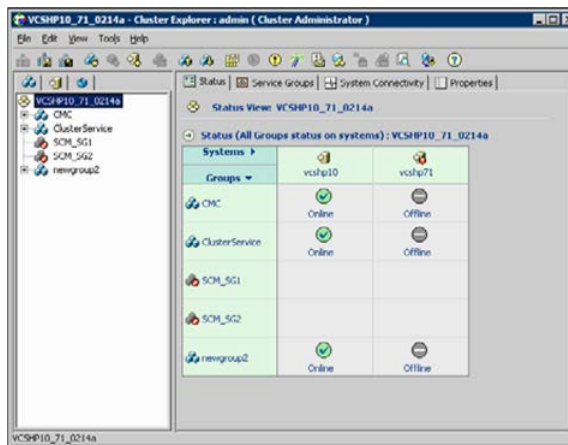 VCSHP10_71_0214a - Cluster Explorer : admin ( Cluster Administrator )
File Edit View Tools Help
VCSHP10_71_0214a
CMC
ClusterService
SCM_SG1
SCM_SG2
newgroup2
Status Service Groups System Connectivity Properties
Status View: VCSHP10_71_0214a
Status (All Groups status on systems) : VCSHP10_71_0214a
Systems
Groups
vcshp10 vcshp71
CMC Online Offline
ClusterService Online Offline
SCM_SG1
SCM_SG2
newgroup2 Online Offline
VCSHP10_71_0214a